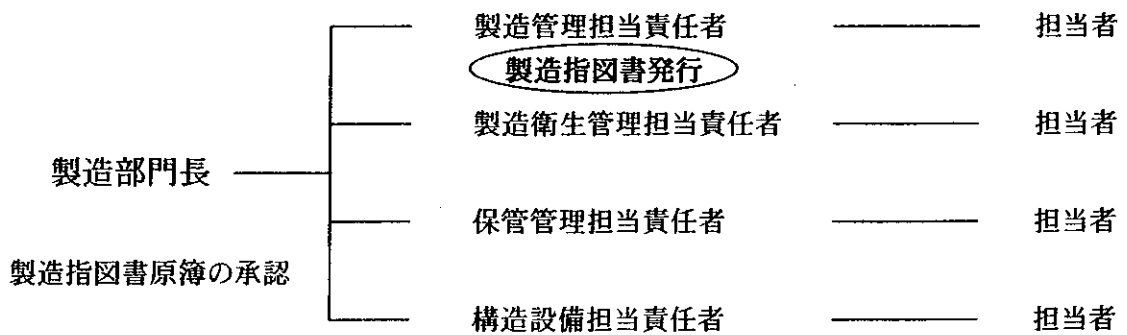 製造管理担当責任者 担当者
製造指図書発行
製造衛生管理担当責任者 担当者
製造部門長
保管管理担当責任者 担当者
製造指図書原簿の承認
構造設備担当責任者 担当者